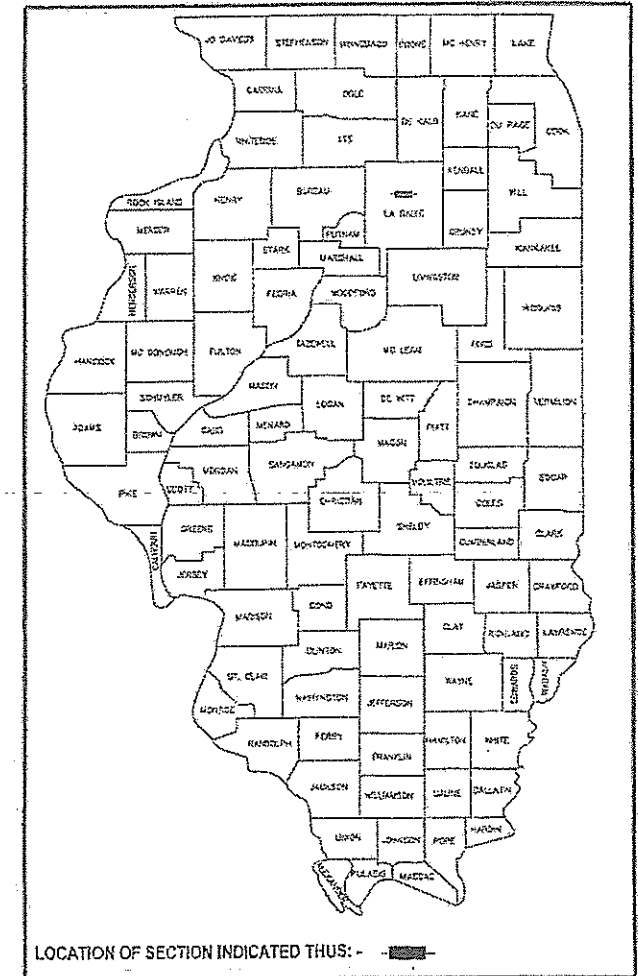 JO DAVIESS STEPHENSON WINNEBAGO BOONE MC HENRY LAKE
CARROLL OGLE
DE KALB KANE DU PAGE COOK
WHITESIDE LEE
KENDALL
ROCK ISLAND HENRY BUREAU LA SALLE WILL
MERCER PUTNAM GRUNDY
STARK MARSHALL KANKAKEE
HENDERSON WARREN KNOX PEORIA WOODFORD LIVINGSTON IROQUOIS
HANCOCK MC DONOUGH FULTON TAZEWELL MC LEAN FORD
MASON
SCHUYLER LOGAN DE WITT CHAMPAIGN VERMILION
ADAMS BROWN CASS MENARD MACON PIATT
MORGAN SANGAMON DOUGLAS EDGAR
PIKE SCOTT CHRISTIAN MOULTRIE COLES
GREENE MACOUPIN MONTGOMERY SHELBY CUMBERLAND CLARK
CALHOUN JERSEY
FAYETTE EFFINGHAM JASPER CRAWFORD
MADISON BOND
CLAY RICHLAND LAWRENCE
CLINTON MARION
ST. CLAIR WAYNE EDWARDS WABASH
WASHINGTON JEFFERSON
MONROE
RANDOLPH PERRY HAMILTON WHITE
FRANKLIN
JACKSON WILLIAMSON SALINE GALLATIN
UNION JOHNSON POPE HARDIN
ALEXANDER PULASKI MASSAC
LOCATION OF SECTION INDICATED THUS: -